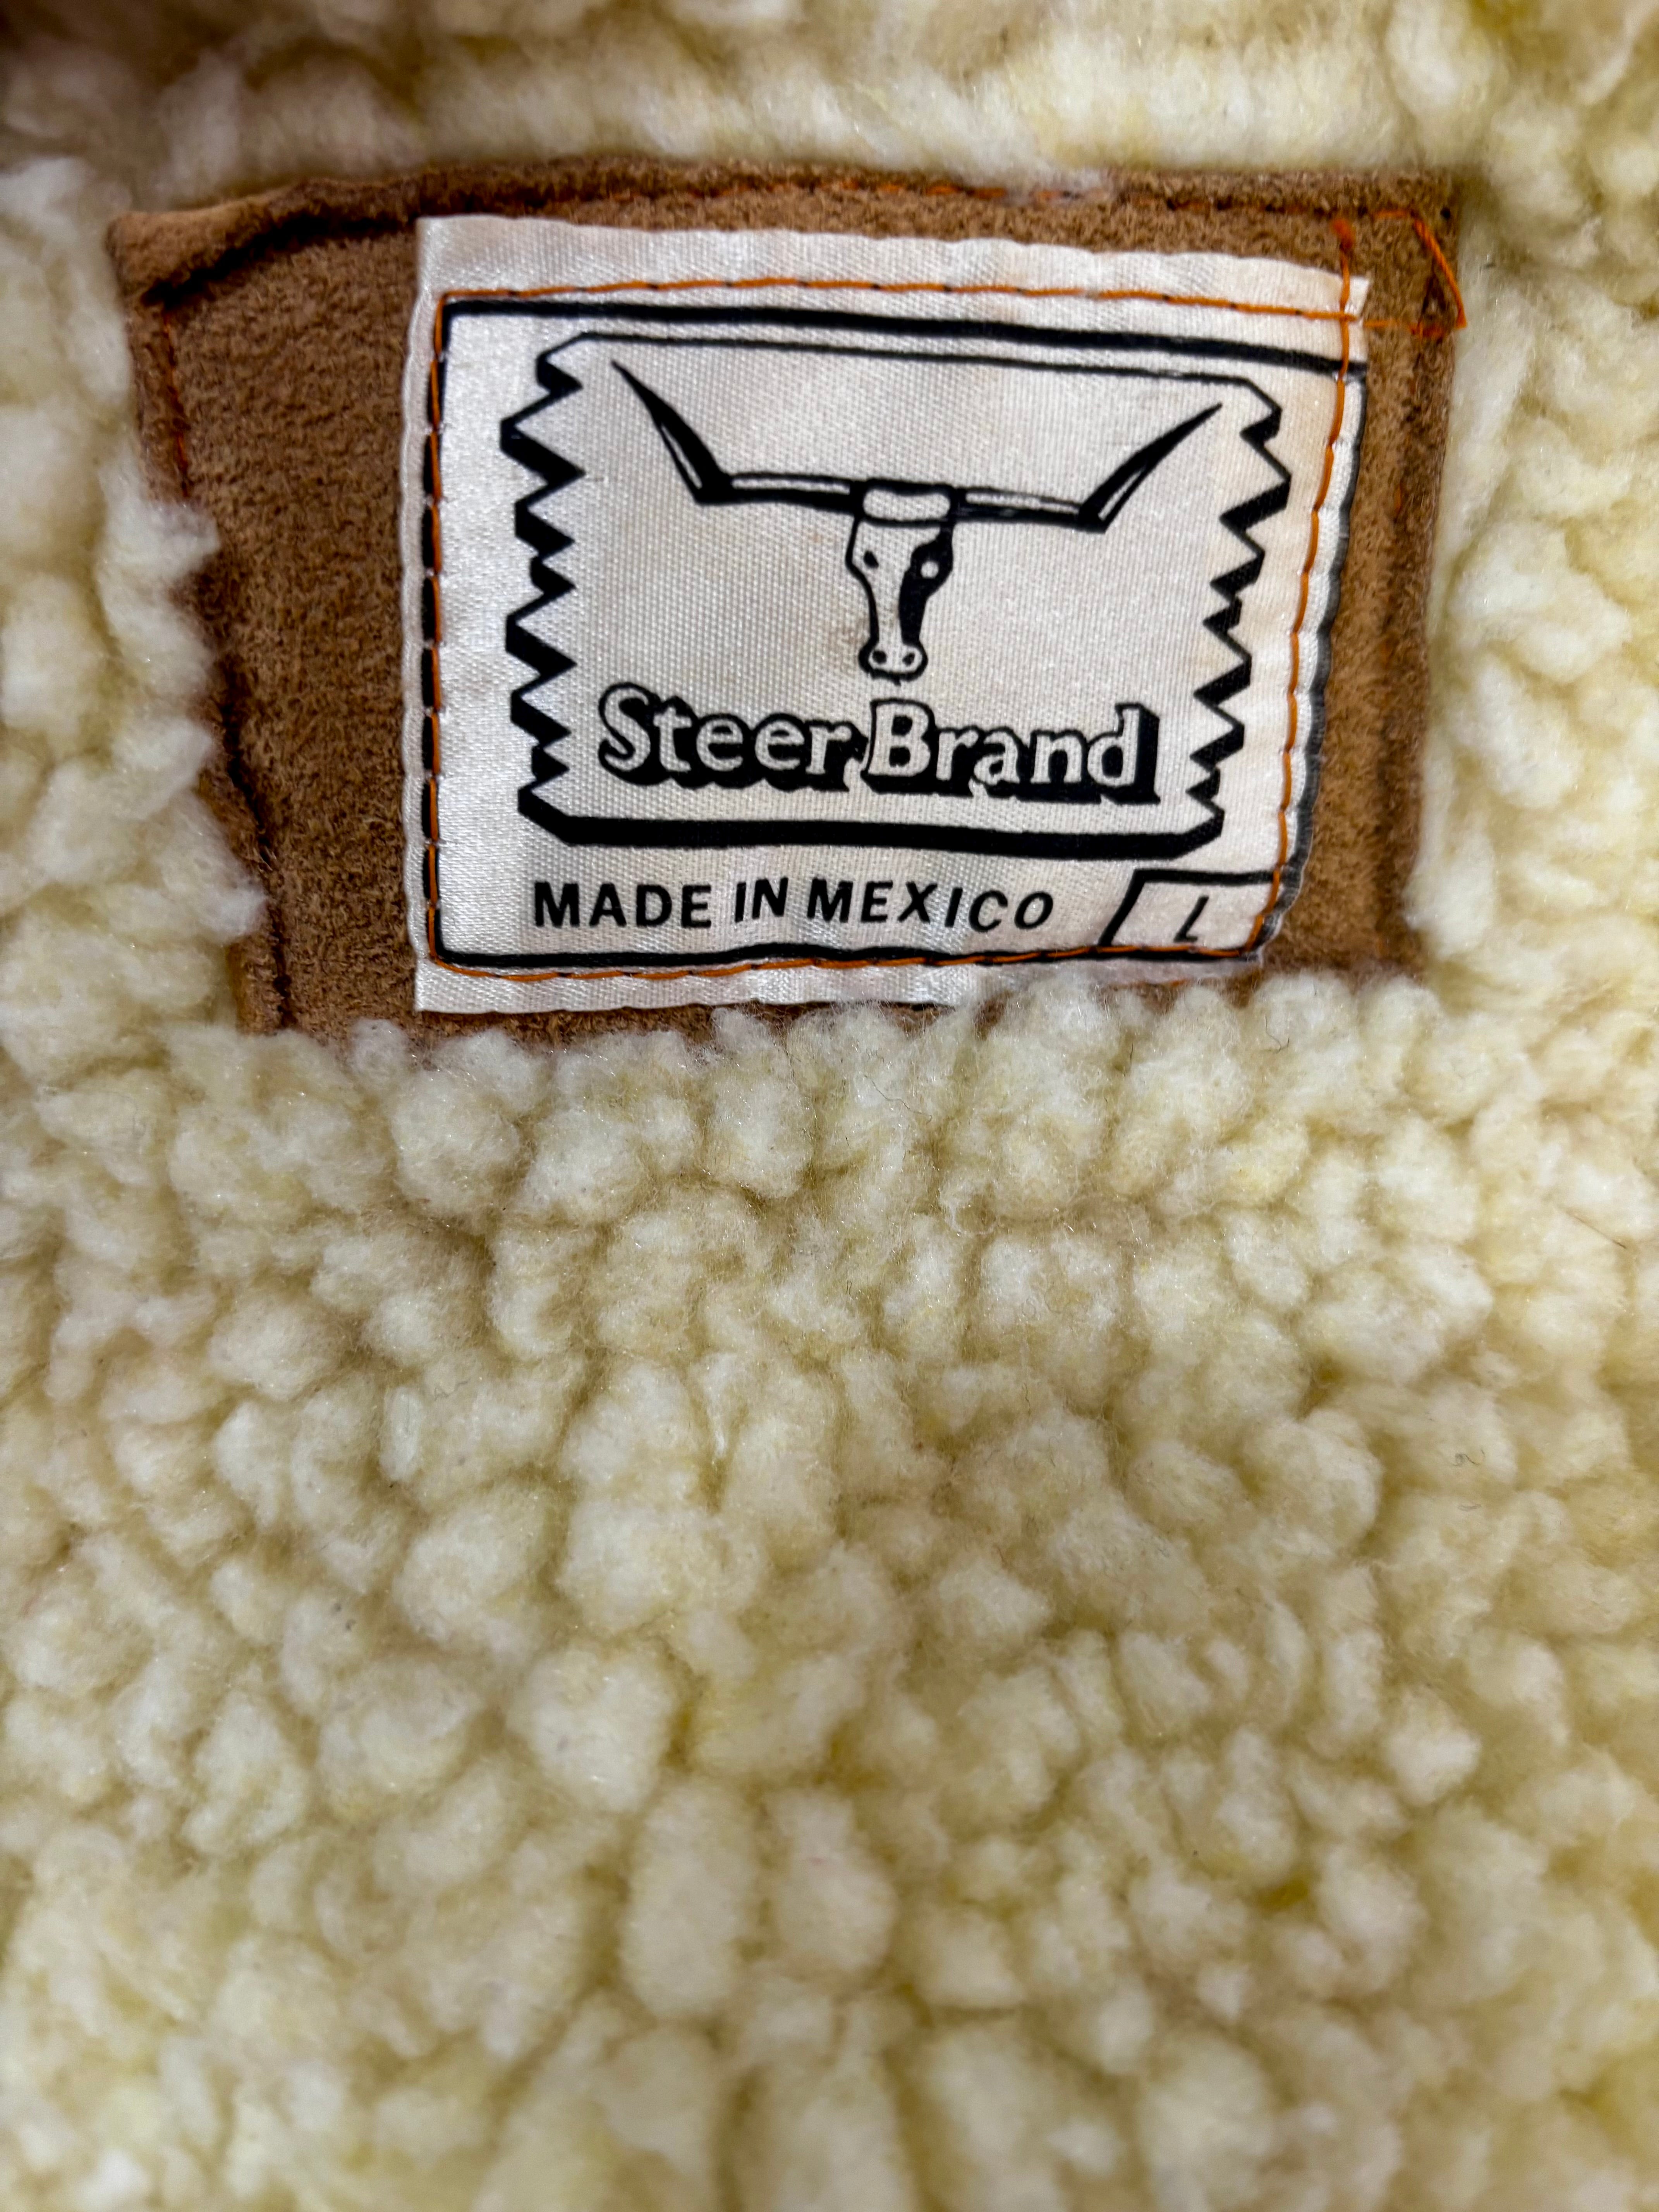 Steer Brand
MADE IN MEXICO
L